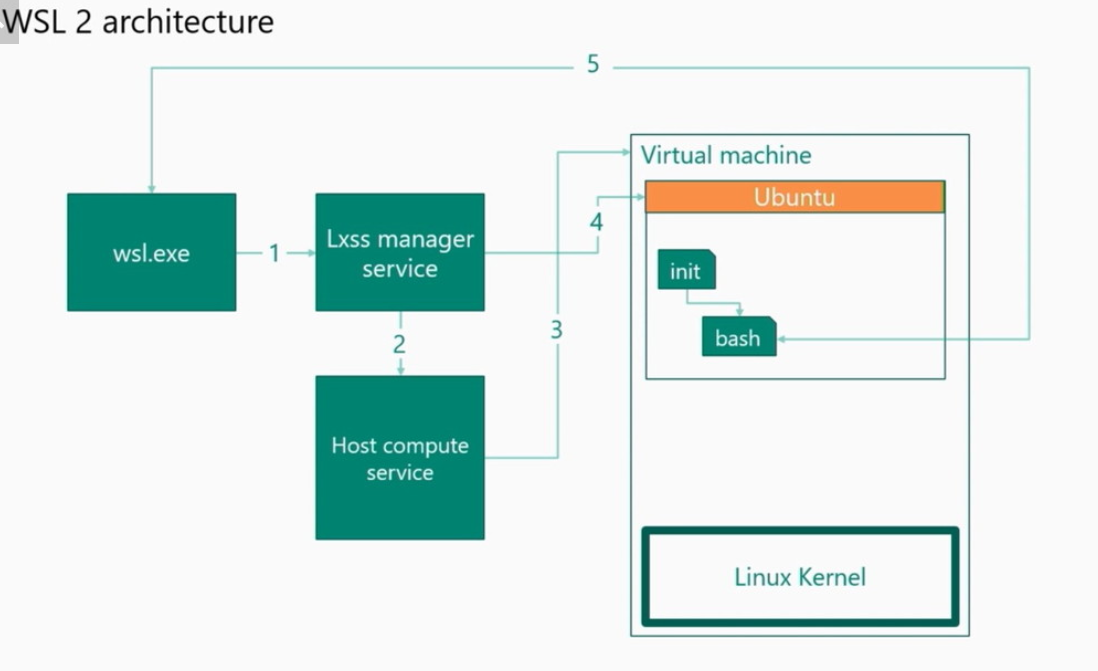 WSL 2 architecture
5
Virtual machine
Ubuntu
4
wsl.exe
1
Lxss manager
service
init
3
2
bash
Host compute
service
Linux Kernel